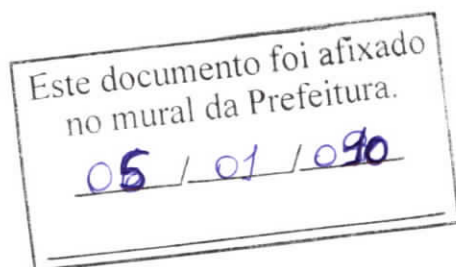 Este documento foi afixado
no mural da Prefeitura.
/ 01 /